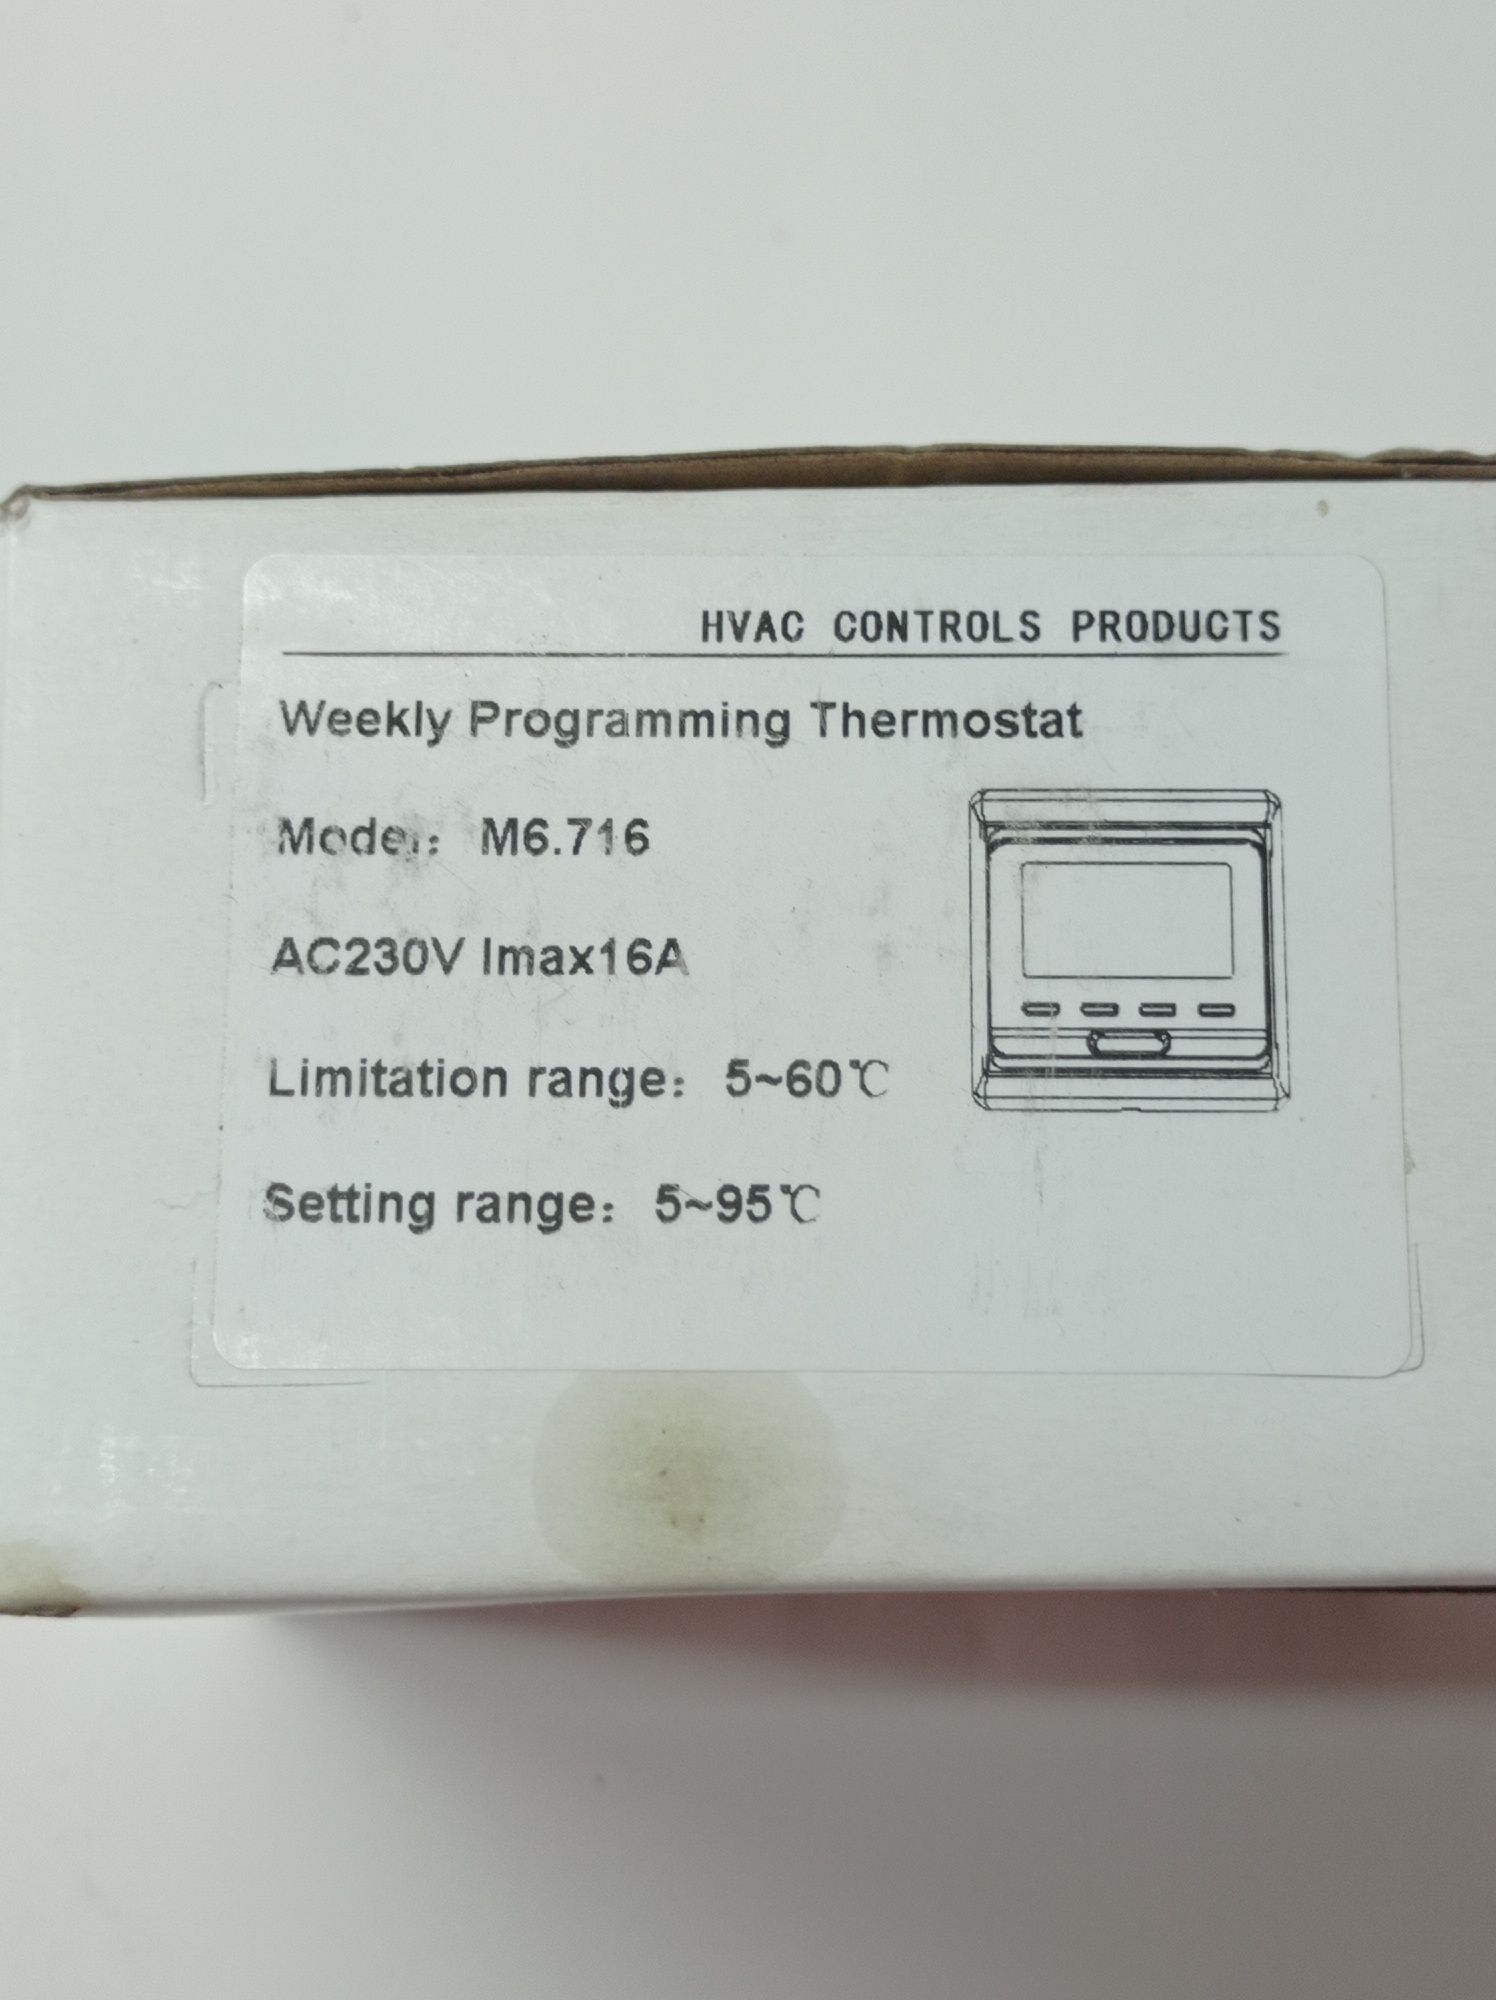 HVAC CONTROLS PRODUCTS
Weekly Programming Thermostat
Model: M6.716
AC230V Imax16A
Limitation range: 5~60℃
Setting range: 5~95℃